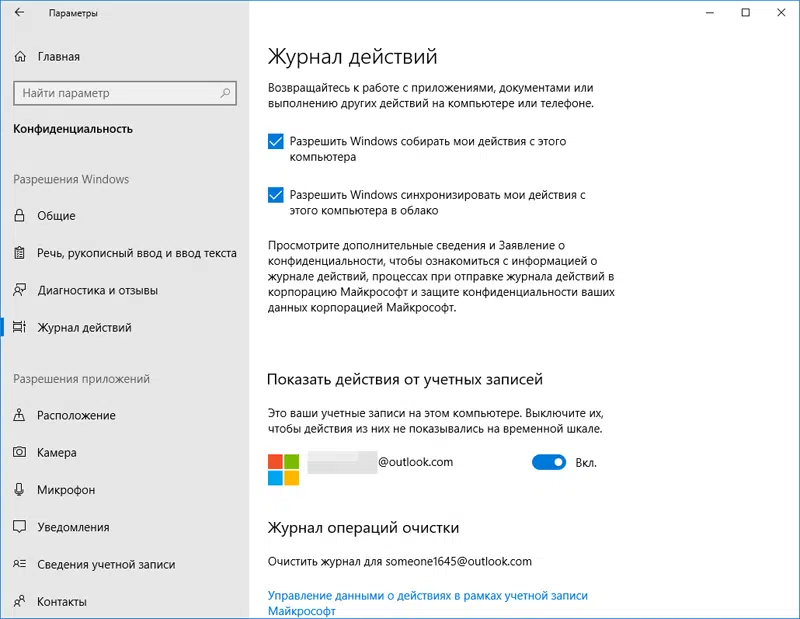 Параметры
Главная
Найти параметр
Конфиденциальность
Разрешения Windows
Общие
Речь, рукописный ввод и ввод текста
Диагностика и отзывы
Журнал действий
Разрешения приложений
Расположение
Камера
Микрофон
Уведомления
Сведения учетной записи
Контакты
Журнал действий
Возвращайтесь к работе с приложениями, документами или
выполнению других действий на компьютере или телефоне.
Разрешить Windows собирать мои действия с этого
компьютера
Разрешить Windows синхронизировать мои действия с
этого компьютера в облако
Просмотрите дополнительные сведения и Заявление о
конфиденциальности, чтобы ознакомиться с информацией о
журнале действий, процессах при отправке журнала действий в
корпорацию Майкрософт и защите конфиденциальности ваших
данных корпорацией Майкрософт.
Показать действия от учетных записей
Это ваши учетные записи на этом компьютере. Выключите их,
чтобы действия из них не показывались на временной шкале.
@outlook.com
Вкл.
Журнал операций очистки
Очистить журнал для someone1645@outlook.com
Управление данными о действиях в рамках учетной записи
Майкрософт